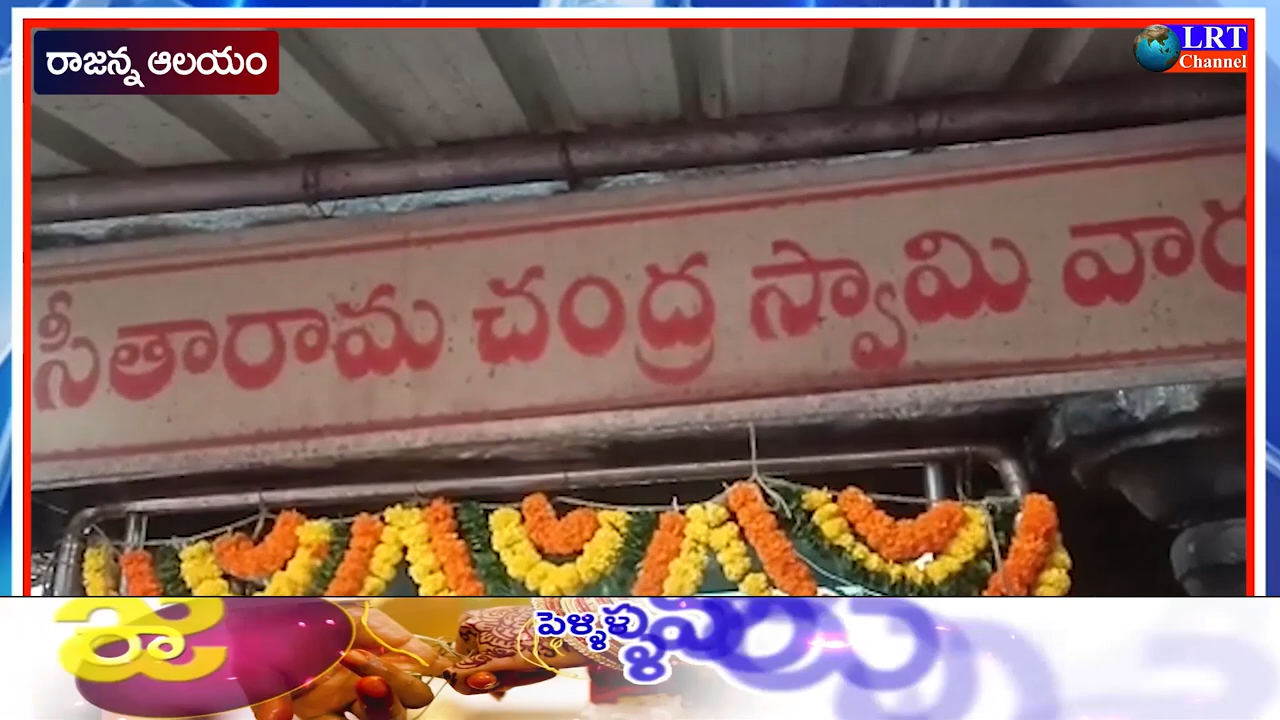 రాజన్న ఆలయం
LRT
Channel
సీతారామ చంద్ర స్వామి వార
పెళ్ళి